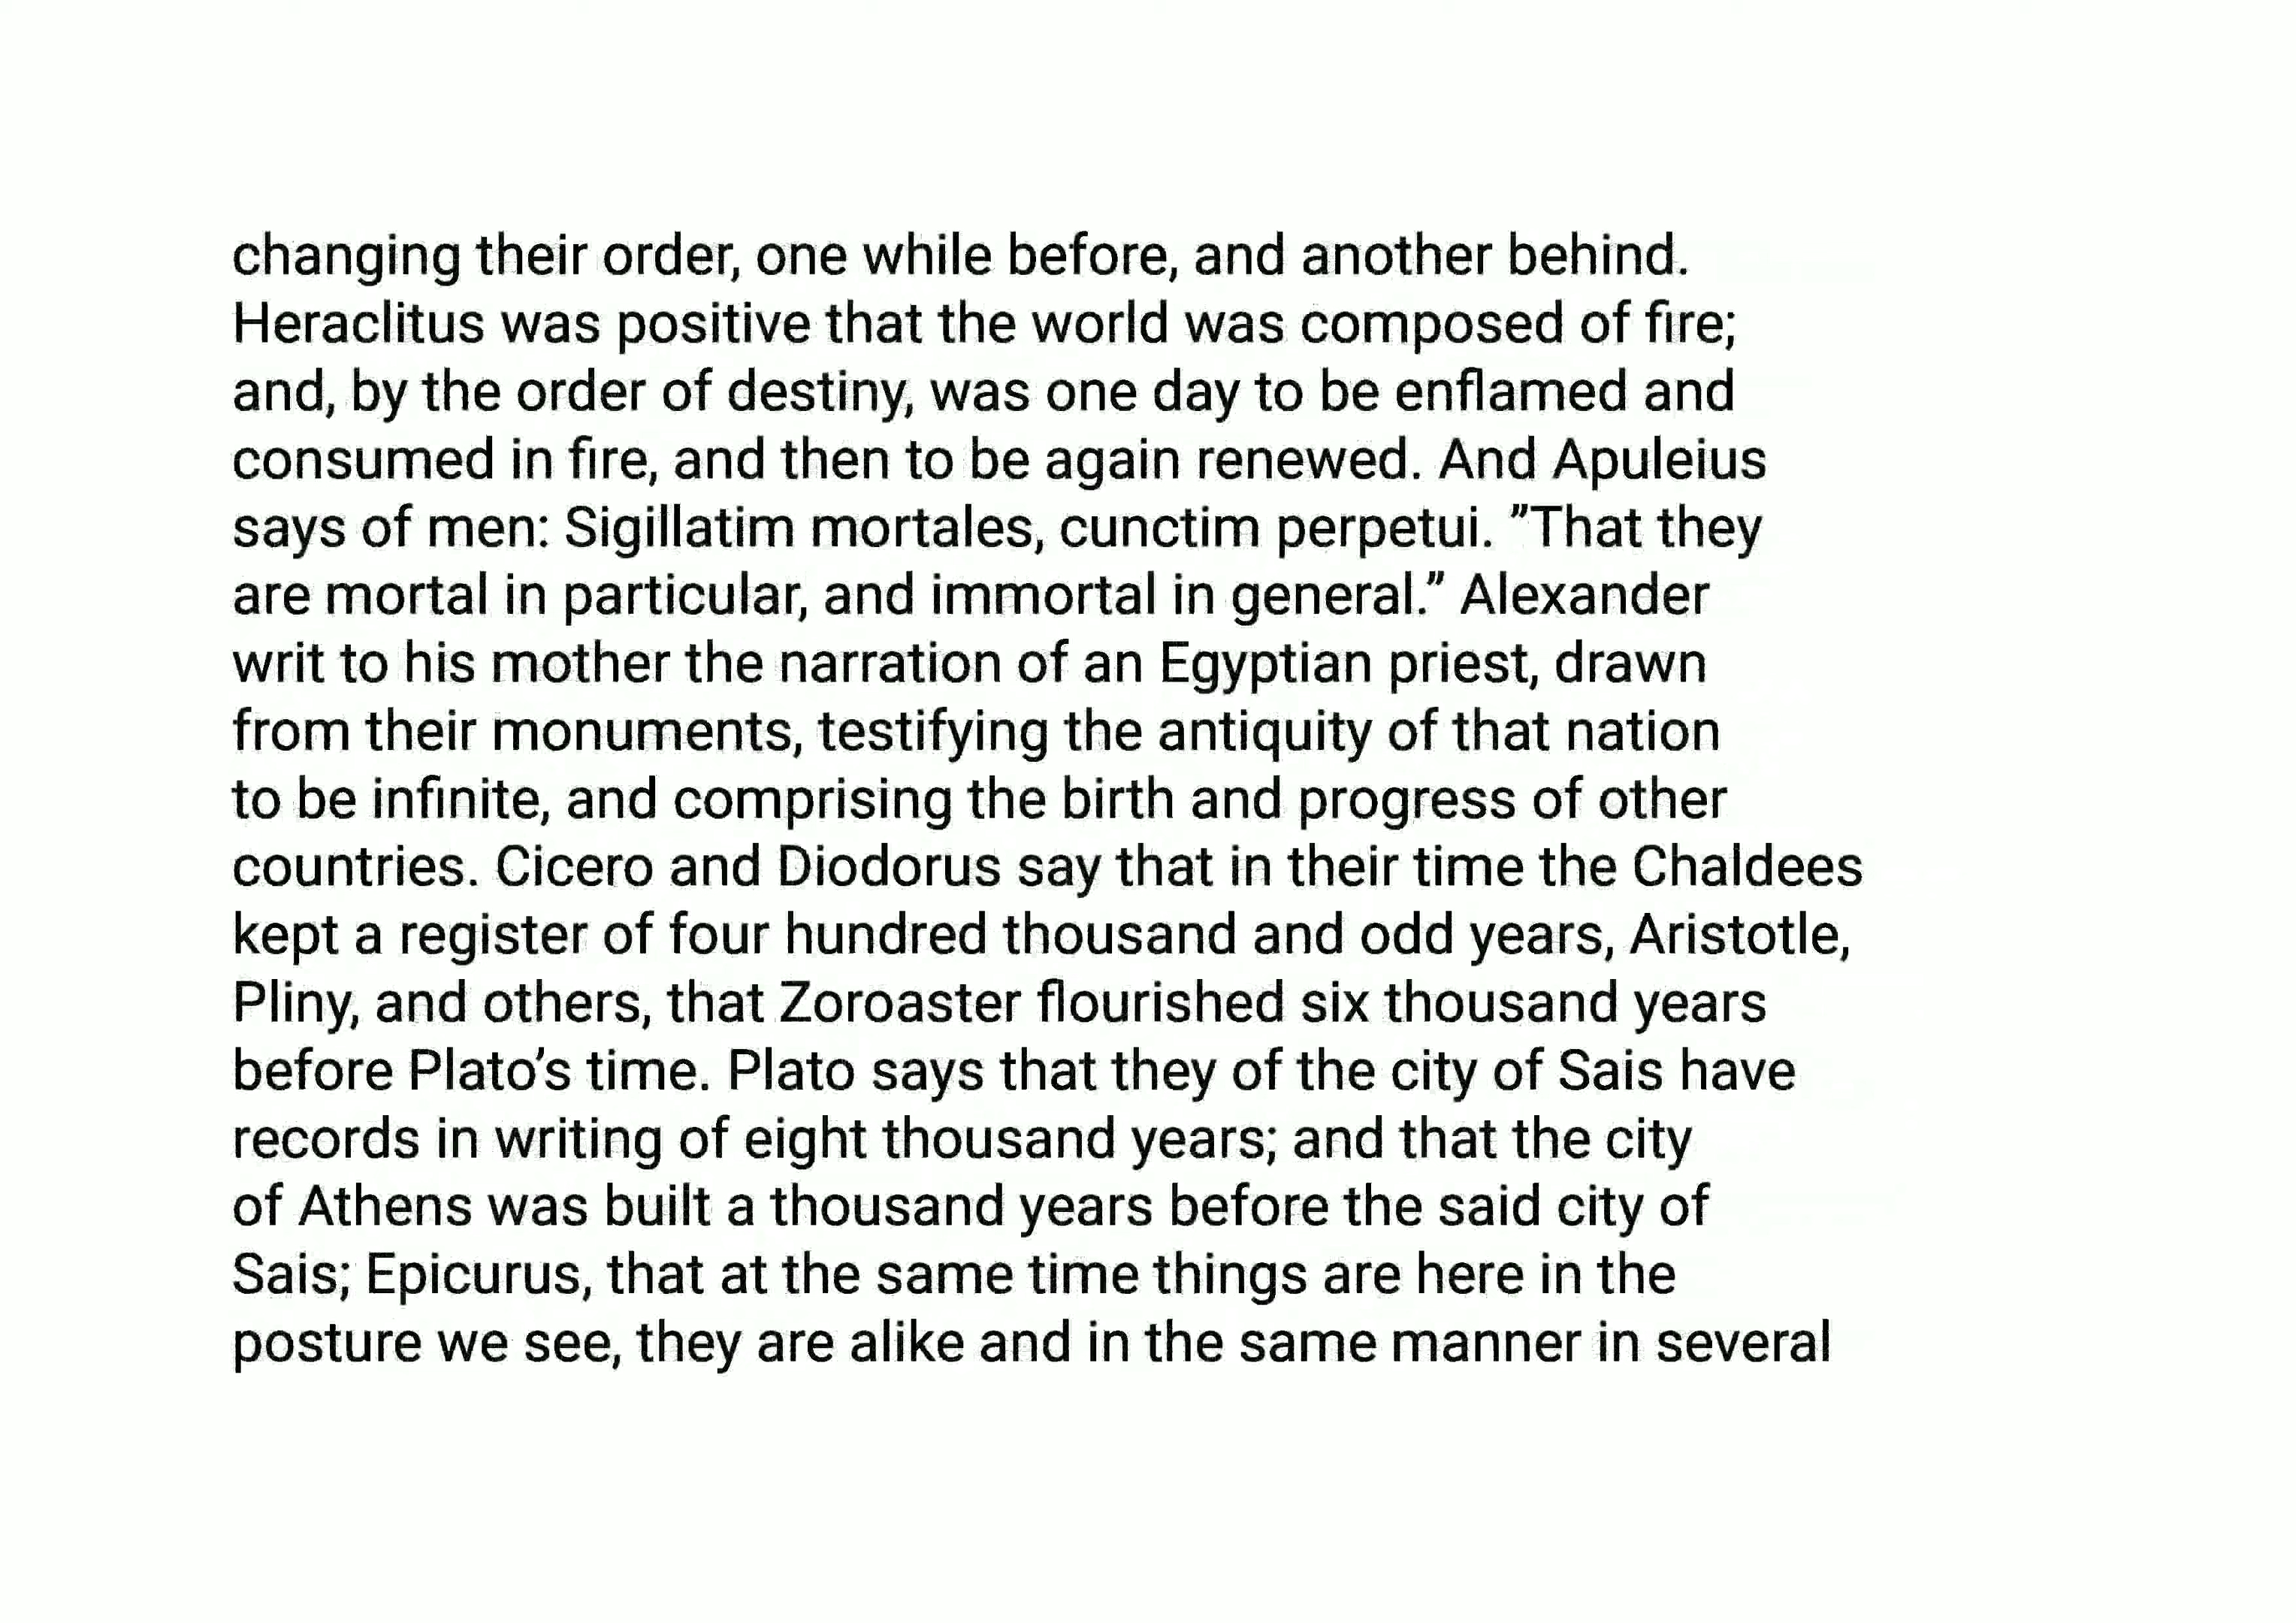 changing their order, one while before, and another behind.
Heraclitus was positive that the world was composed of fire;
and, by the order of destiny, was one day to be enflamed and
consumed in fire, and then to be again renewed. And Apuleius
says of men: Sigillatim mortales, cunctim perpetui. ”That they
are mortal in particular, and immortal in general.” Alexander
writ to his mother the narration of an Egyptian priest, drawn
from their monuments, testifying the antiquity of that nation
to be infinite, and comprising the birth and progress of other
countries. Cicero and Diodorus say that in their time the Chaldees
kept a register of four hundred thousand and odd years, Aristotle,
Pliny, and others, that Zoroaster flourished six thousand years
before Plato’s time. Plato says that they of the city of Sais have
records in writing of eight thousand years; and that the city
of Athens was built a thousand years before the said city of
Sais; Epicurus, that at the same time things are here in the
posture we see, they are alike and in the same manner in several